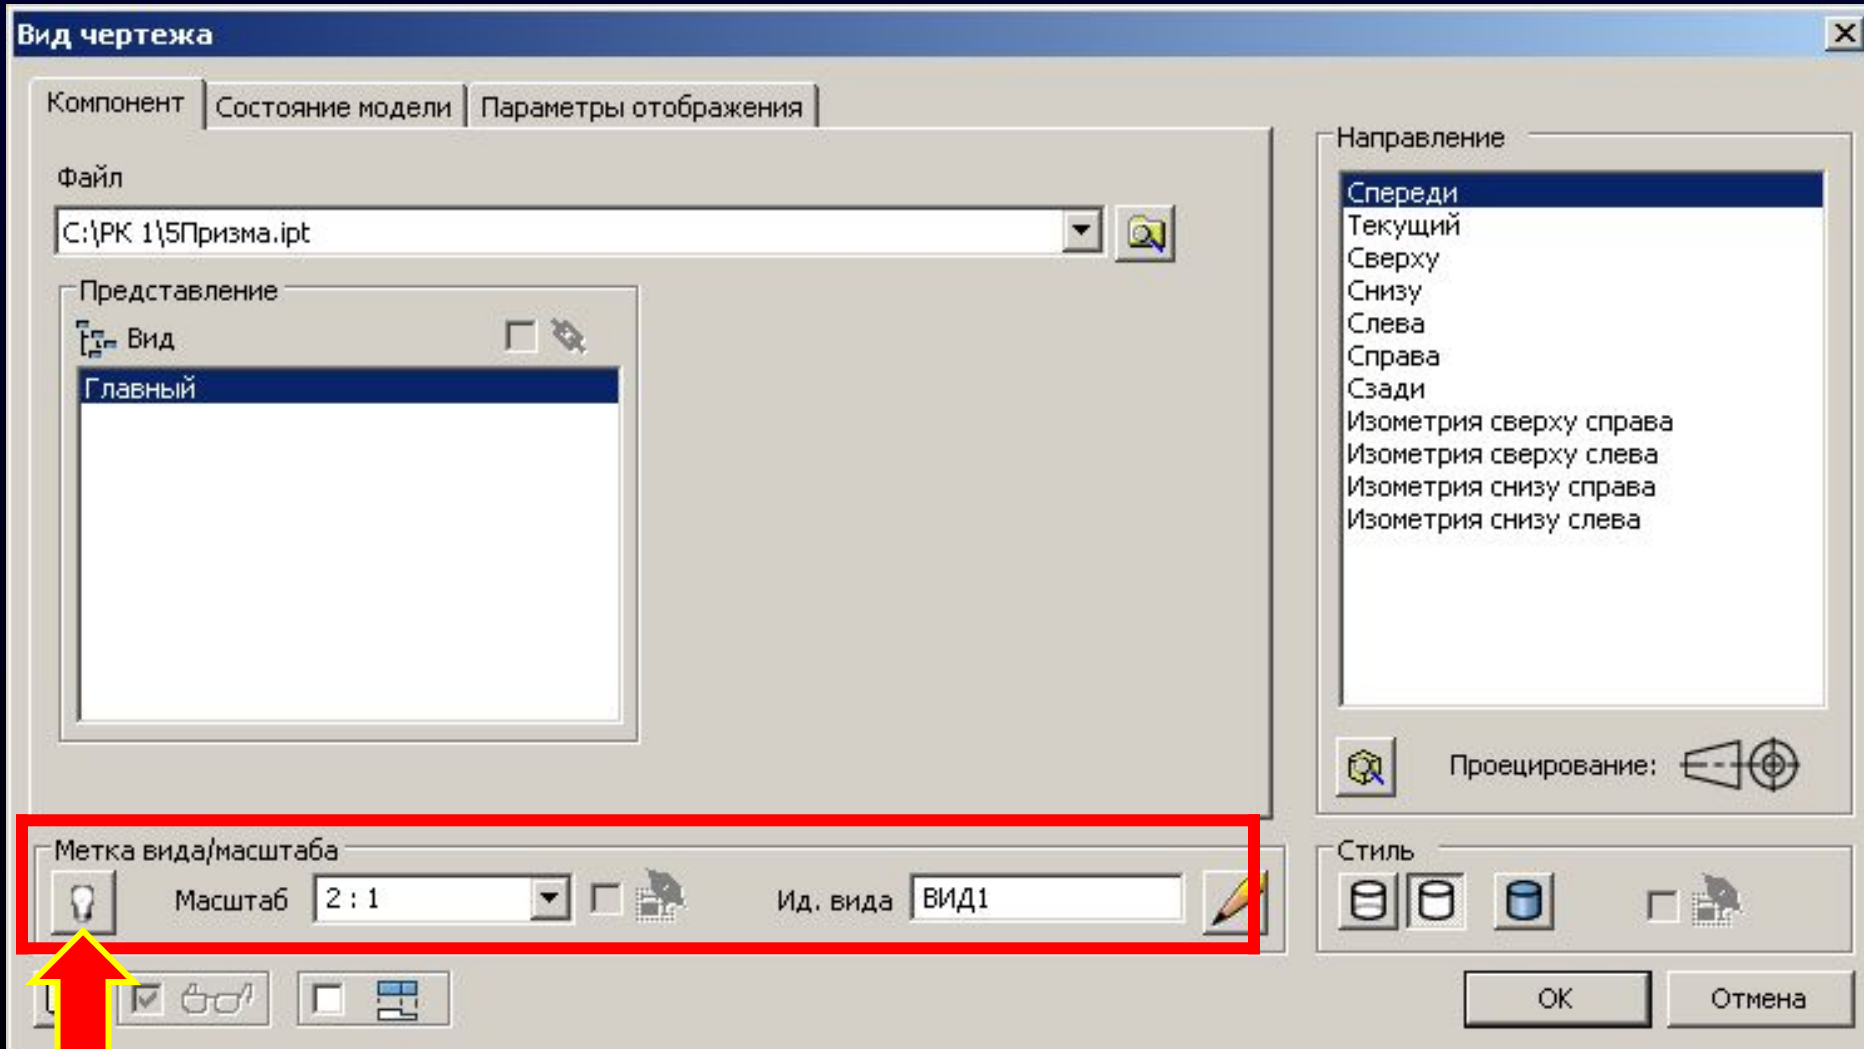 Вид чертежа
Компонент
Состояние модели
Параметры отображения
Файл
C:\РК 1\5Призма.ipt
Представление
Вид
Главный
Направление
Спереди
Текущий
Сверху
Снизу
Слева
Справа
Сзади
Изометрия сверху справа
Изометрия сверху слева
Изометрия снизу справа
Изометрия снизу слева
Проецирование:
Метка вида/масштаба
Масштаб 2 : 1 Ид. вида ВИД1
Стиль
ОК
Отмена